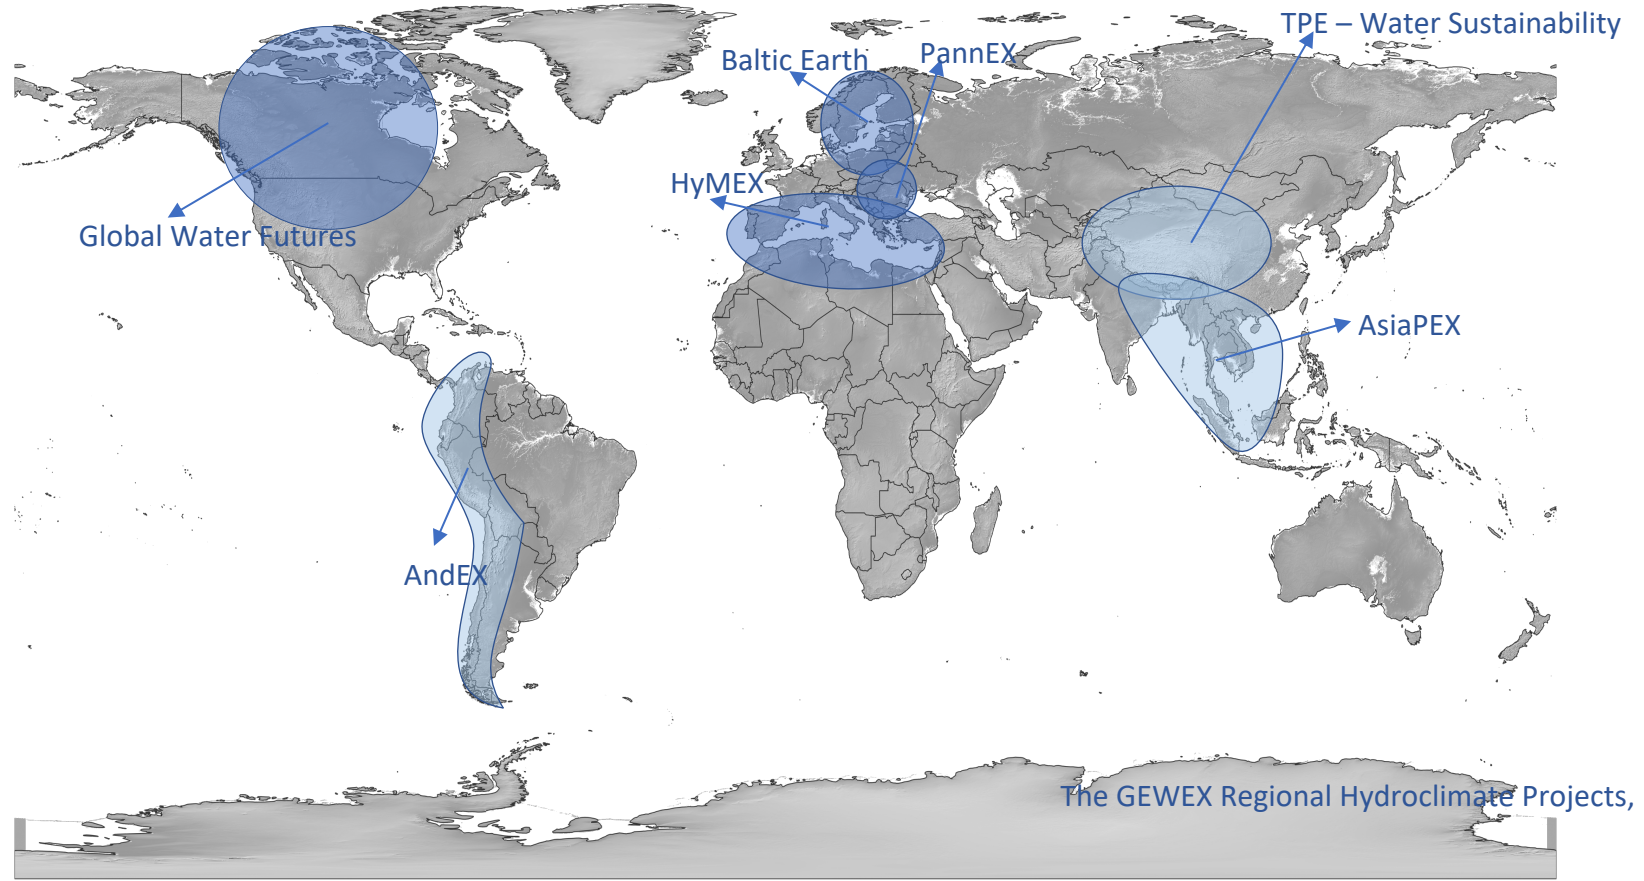 TPE – Water Sustainability
PannEX
Baltic Earth
HyMEX
Global Water Futures
AsiaPEX
AndEX
The GEWEX Regional Hydroclimate Projects,